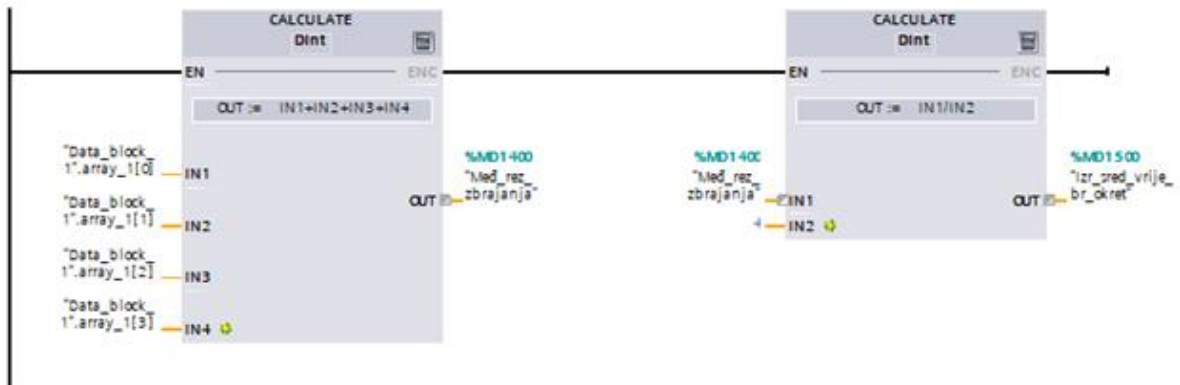 CALCULATE
DInt
EN
ENO
OUT := IN1+IN2+IN3+IN4
"Data_block_
1".array_1[0]
IN1
"Data_block_
1".array_1[1]
IN2
"Data_block_
1".array_1[2]
IN3
"Data_block_
1".array_1[3]
IN4
%MD1400
"Međ_rez_
zbrajanja"
OUT
CALCULATE
DInt
EN
ENO
OUT := IN1/IN2
%MD1400
"Međ_rez_
zbrajanja"
IN1
4
IN2
%MD1500
"Izr_sred_vrije_
br_okret"
OUT